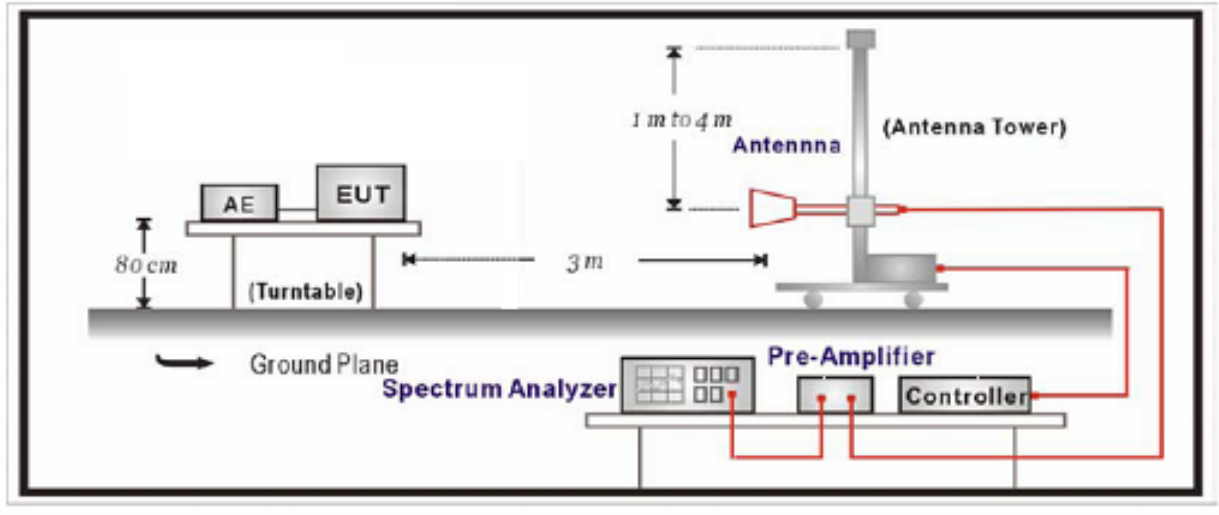 1 m to 4 m
(Antenna Tower)
Antennna
AE
EUT
80 cm
3 m
(Turntable)
Ground Plane
Pre-Amplifier
Spectrum Analyzer
Controller